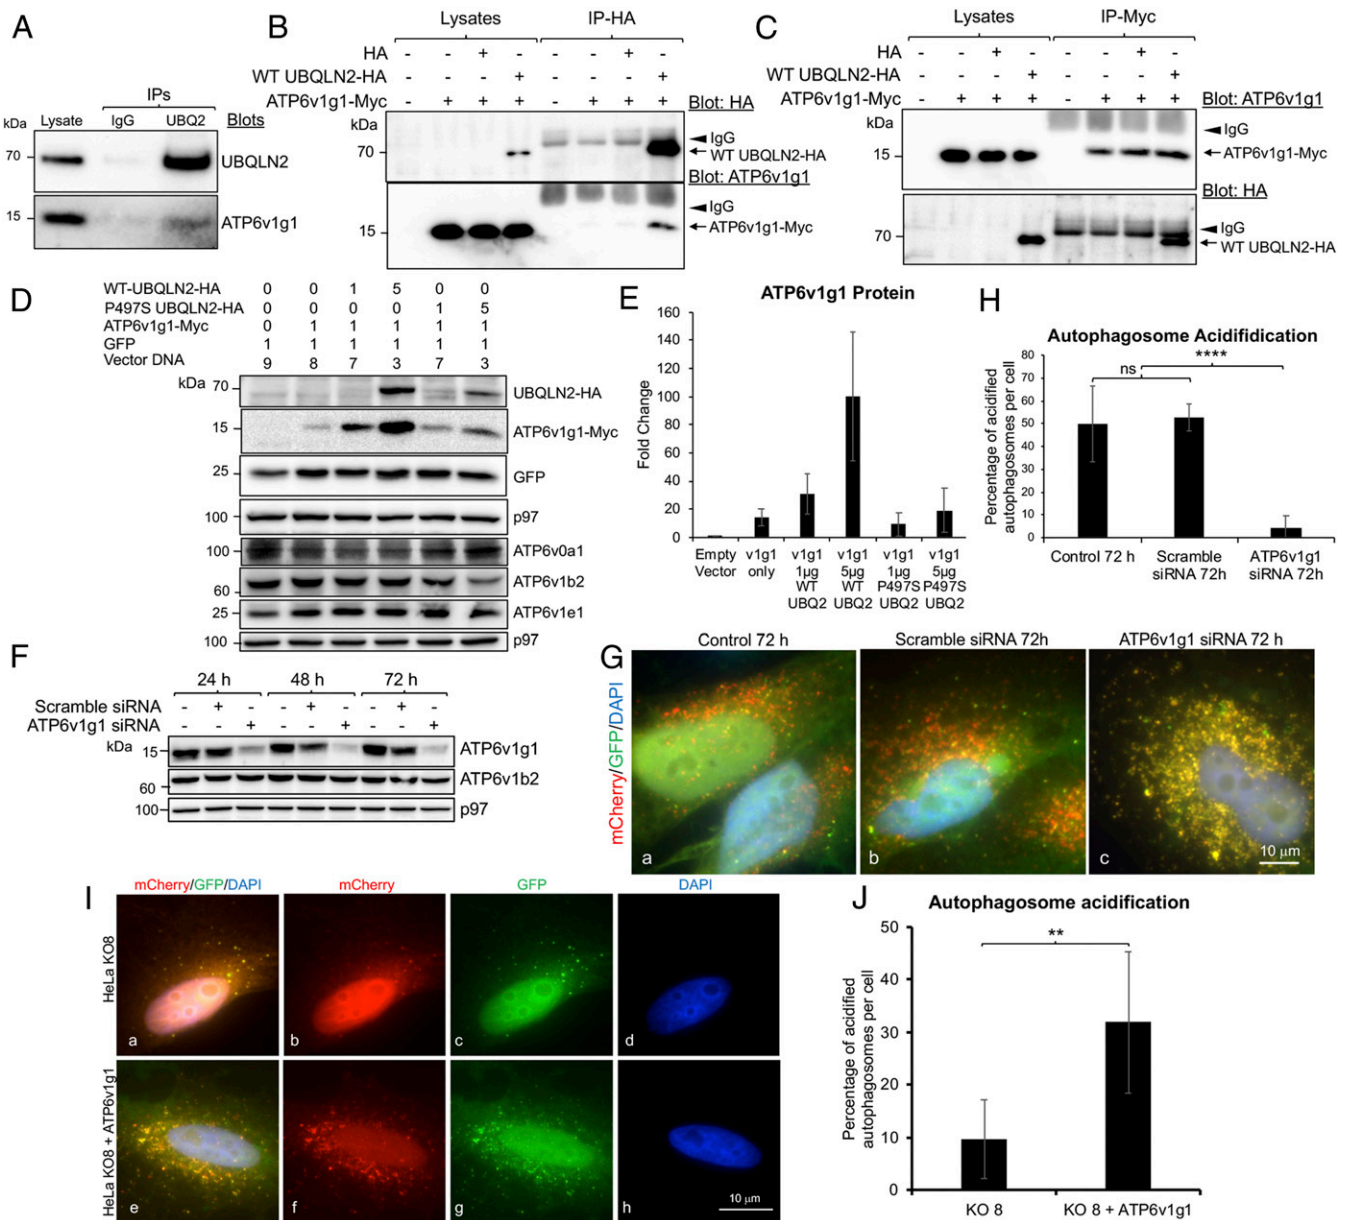 A
IPs
kDa Lysate IgG UBQ2 Blots
70
UBQLN2
15
ATP6v1g1
B
Lysates IP-HA
HA - - + - - - + -
WT UBQLN2-HA - - - + - - - +
ATP6v1g1-Myc - + + + - + + +
Blot: HA
kDa
IgG
70
WT UBQLN2-HA
Blot: ATP6v1g1
IgG
15
ATP6v1g1-Myc
C
Lysates IP-Myc
HA - - + - - - + -
WT UBQLN2-HA - - - + - - - +
ATP6v1g1-Myc - + + + - + + +
Blot: ATP6v1g1
kDa
IgG
15
ATP6v1g1-Myc
Blot: HA
IgG
70
WT UBQLN2-HA
D
WT-UBQLN2-HA 0 0 1 5 0 0
P497S UBQLN2-HA 0 0 0 0 1 5
ATP6v1g1-Myc 0 1 1 1 1 1
GFP 1 1 1 1 1 1
Vector DNA 9 8 7 3 7 3
kDa
70
UBQLN2-HA
15
ATP6v1g1-Myc
25
GFP
100
p97
100
ATP6v0a1
60
ATP6v1b2
25
ATP6v1e1
100
p97
E
ATP6v1g1 Protein
Fold Change
160
140
120
100
80
60
40
20
0
Empty Vector
v1g1 only
v1g1 1µg WT UBQ2
v1g1 5µg WT UBQ2
v1g1 1µg P497S UBQ2
v1g1 5µg P497S UBQ2
H
Autophagosome Acidifidication
Percentage of acidified
autophagosomes per cell
80
70
60
50
40
30
20
10
0
ns
****
Control 72 h
Scramble siRNA 72h
ATP6v1g1 siRNA 72h
F
24 h 48 h 72 h
Scramble siRNA - + - - + - - + -
ATP6v1g1 siRNA - - + - - + - - +
kDa
15
ATP6v1g1
60
ATP6v1b2
100
p97
G
Control 72 h Scramble siRNA 72h ATP6v1g1 siRNA 72 h
mCherry/GFP/DAPI
a
b
c
10 µm
I
mCherry/GFP/DAPI mCherry GFP DAPI
HeLa KO8
a
b
c
d
HeLa KO8 + ATP6v1g1
e
f
g
h
10 µm
J
Autophagosome acidification
Percentage of acidified
autophagosomes per cell
50
40
30
20
10
0
**
KO 8
KO 8 + ATP6v1g1